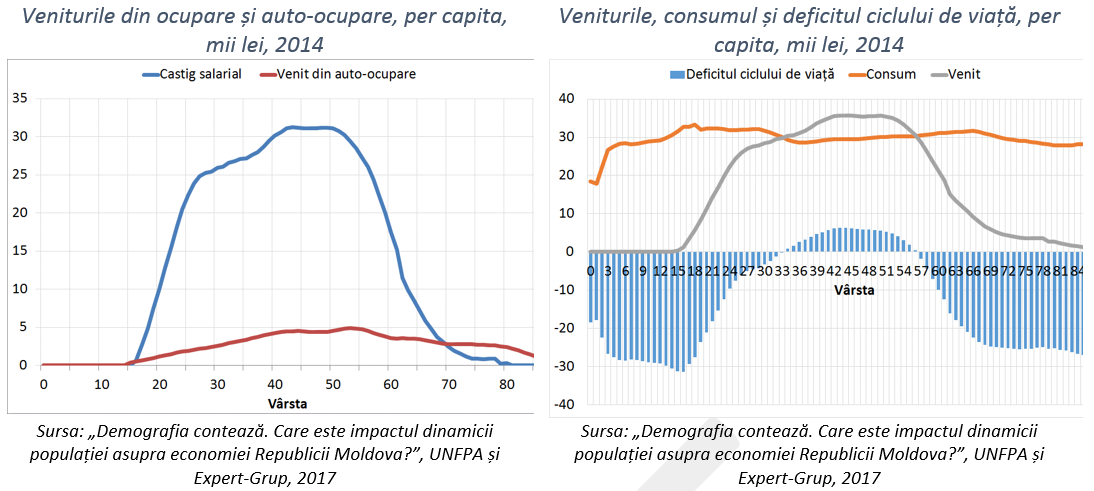 Veniturile din ocupare și auto-ocupare, per capita,
mii lei, 2014
Castig salarial
Venit din auto-ocupare
35
30
25
20
15
10
5
0
0 10 20 30 40 50 60 70 80
Vârsta
Sursa: „Demografia contează. Care este impactul dinamicii
populației asupra economiei Republicii Moldova?”, UNFPA și
Expert-Grup, 2017
Veniturile, consumul și deficitul ciclului de viață, per
capita, mii lei, 2014
Deficitul ciclului de viață
Consum
Venit
40
30
20
10
0
-10
-20
-30
-40
0 3 6 9 12 15 18 21 24 27 30 33 36 39 42 45 48 51 54 57 60 63 66 69 72 75 78 81 84
Vârsta
Sursa: „Demografia contează. Care este impactul dinamicii
populației asupra economiei Republicii Moldova?”, UNFPA și
Expert-Grup, 2017